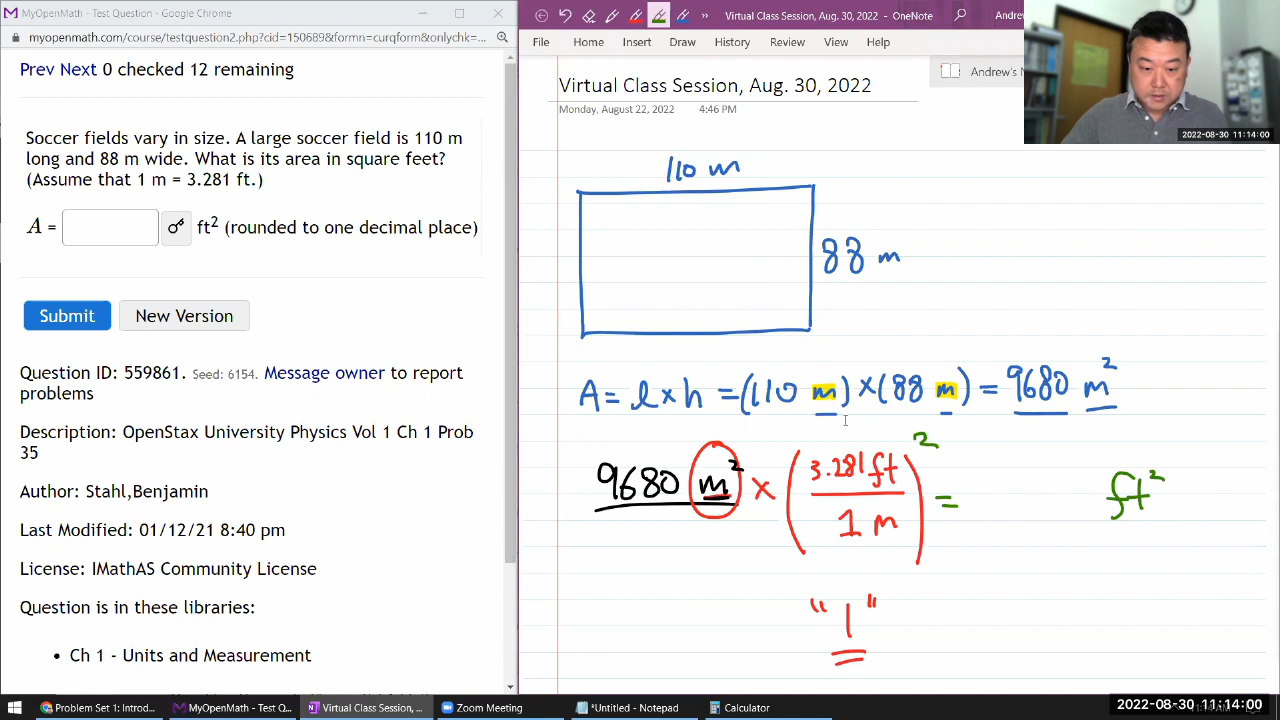 MyOpenMath - Test Question - Google Chrome
myopenmath.com/course/testquestion2.php?cid=150689&formn=curqform&onlychk=...
Prev Next 0 checked 12 remaining
Soccer fields vary in size. A large soccer field is 110 m
long and 88 m wide. What is its area in square feet?
(Assume that 1 m = 3.281 ft.)
A = ft² (rounded to one decimal place)
Submit New Version
Question ID: 559861. Seed: 6154. Message owner to report
problems
Description: OpenStax University Physics Vol 1 Ch 1 Prob
35
Author: Stahl,Benjamin
Last Modified: 01/12/21 8:40 pm
License: IMathAS Community License
Question is in these libraries:
• Ch 1 - Units and Measurement
Virtual Class Session, Aug. 30, 2022 - OneNote
Andrew
File Home Insert Draw History Review View Help
Virtual Class Session, Aug. 30, 2022
Andrew's N
Monday, August 22, 2022 4:46 PM
2022-08-30 11:14:00
110 m
88 m
A = l × h = (110 m) × (88 m) = 9680 m²
9680 m² × (3.281 ft / 1 m)² = ft²
"1"
Problem Set 1: Introd... MyOpenMath - Test Q... Virtual Class Session,... Zoom Meeting *Untitled - Notepad Calculator
2022-08-30 11:14:00